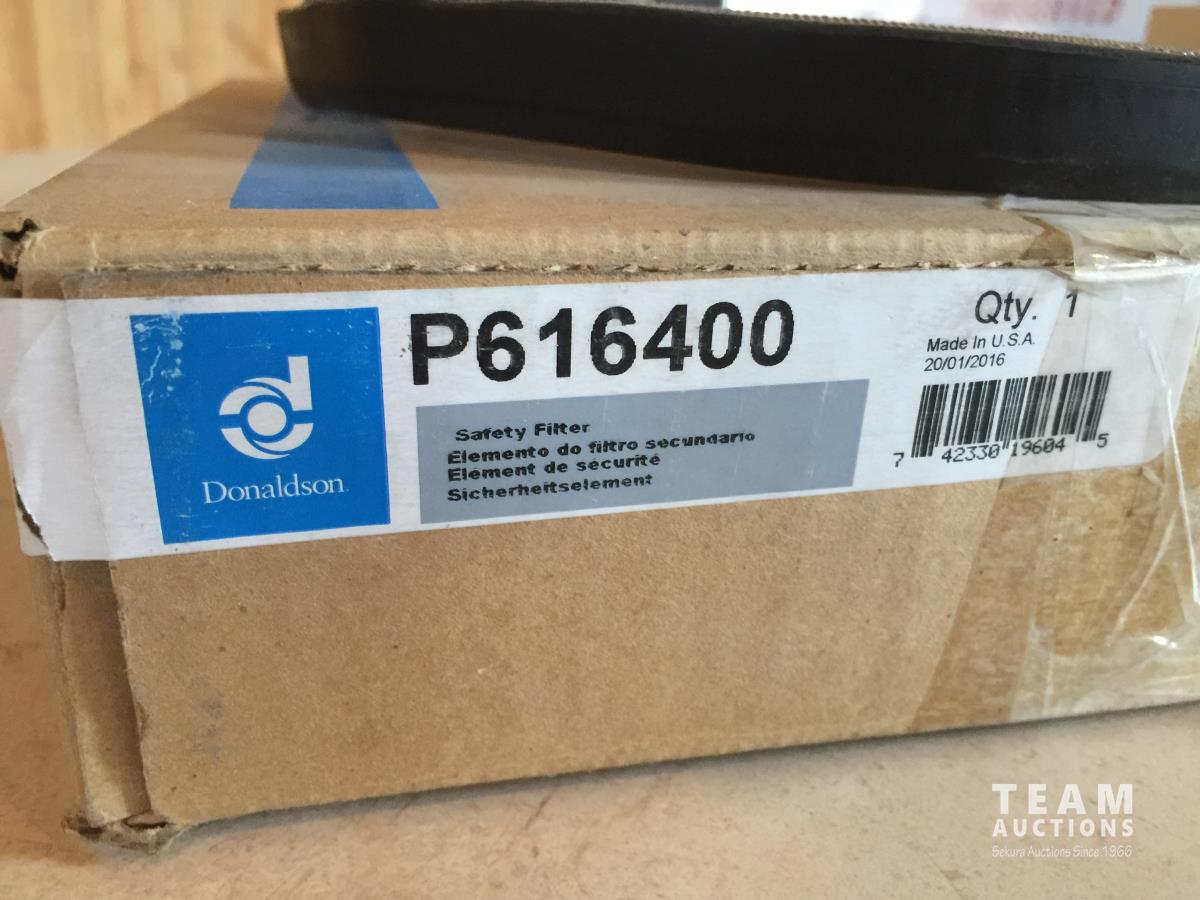 P616400
Qty. 1
Made In U.S.A.
20/01/2016
Safety Filter
Elemento do filtro secundario
Elément de sécurité
Sicherheitselement
Donaldson
7 42330 19604 5
TEAM
AUCTIONS
Sekura Auctions Since 1966